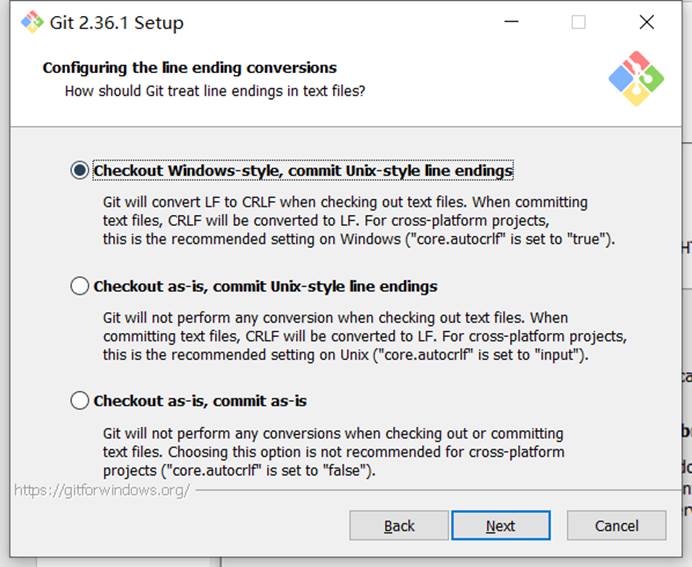 Git 2.36.1 Setup
Configuring the line ending conversions
How should Git treat line endings in text files?
Checkout Windows-style, commit Unix-style line endings
Git will convert LF to CRLF when checking out text files. When committing
text files, CRLF will be converted to LF. For cross-platform projects,
this is the recommended setting on Windows ("core.autocrlf" is set to "true").
Checkout as-is, commit Unix-style line endings
Git will not perform any conversion when checking out text files. When
committing text files, CRLF will be converted to LF. For cross-platform projects,
this is the recommended setting on Unix ("core.autocrlf" is set to "input").
Checkout as-is, commit as-is
Git will not perform any conversions when checking out or committing
text files. Choosing this option is not recommended for cross-platform
projects ("core.autocrlf" is set to "false").
https://gitforwindows.org/
Back Next Cancel